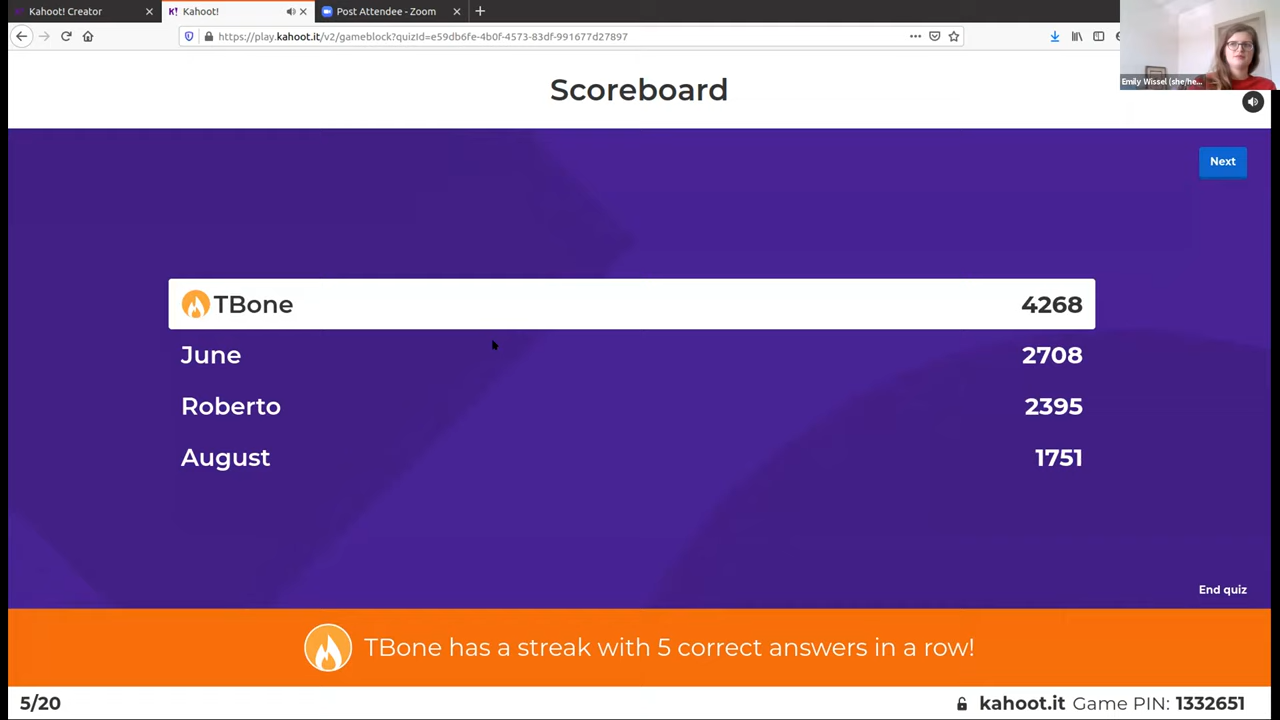 Kahoot! Creator
Kahoot!
Post Attendee - Zoom
https://play.kahoot.it/v2/gameblock?quizId=e59db6fe-4b0f-4573-83df-991677d27897
Emily Wissel (she/he...
Scoreboard
Next
TBone 4268
June 2708
Roberto 2395
August 1751
End quiz
TBone has a streak with 5 correct answers in a row!
5/20
kahoot.it Game PIN: 1332651